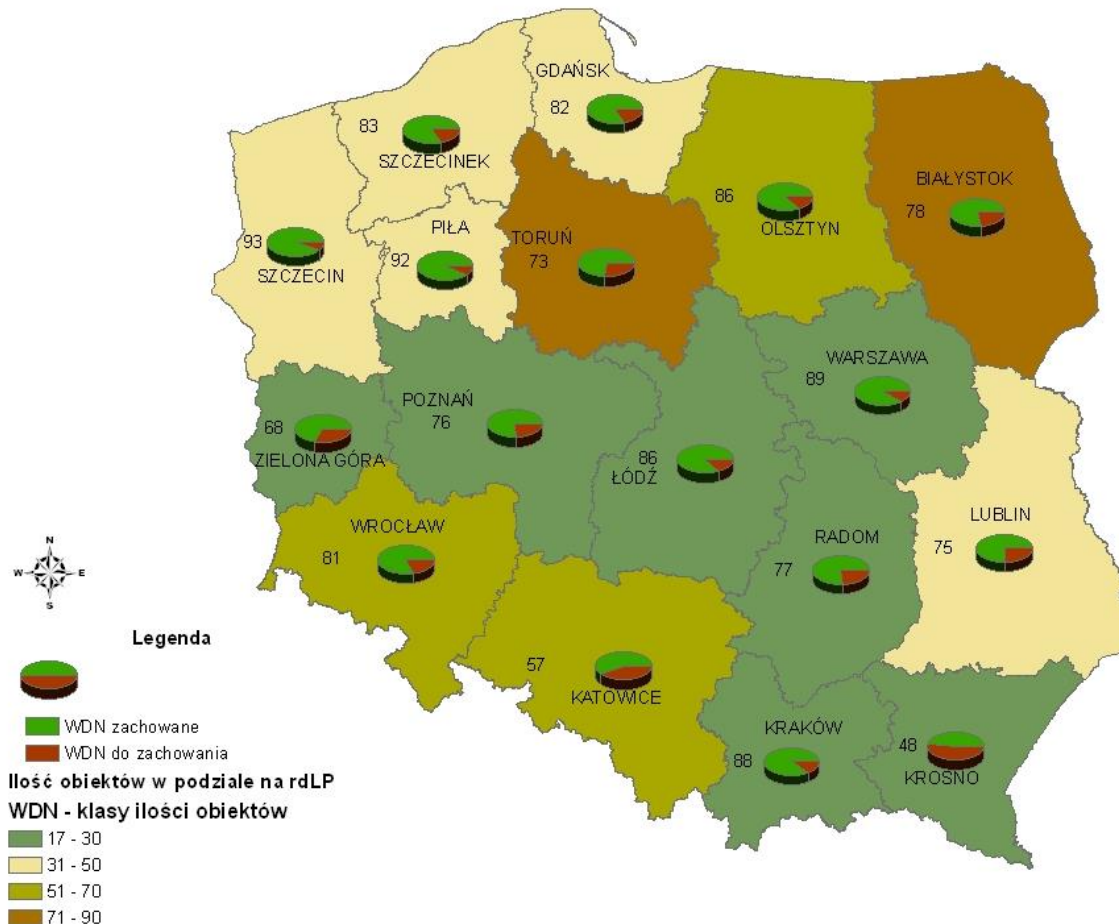 GDAŃSK
82
83
SZCZECINEK
BIAŁYSTOK
78
86
OLSZTYN
PIŁA
92
TORUŃ
73
93
SZCZECIN
WARSZAWA
89
POZNAŃ
76
68
ZIELONA GÓRA
86
ŁÓDŹ
LUBLIN
75
WROCŁAW
81
RADOM
77
57
KATOWICE
KRAKÓW
88
48
KROSNO
N
W E
S
Legenda
WDN zachowane
WDN do zachowania
Ilość obiektów w podziale na rdLP
WDN - klasy ilości obiektów
17 - 30
31 - 50
51 - 70
71 - 90